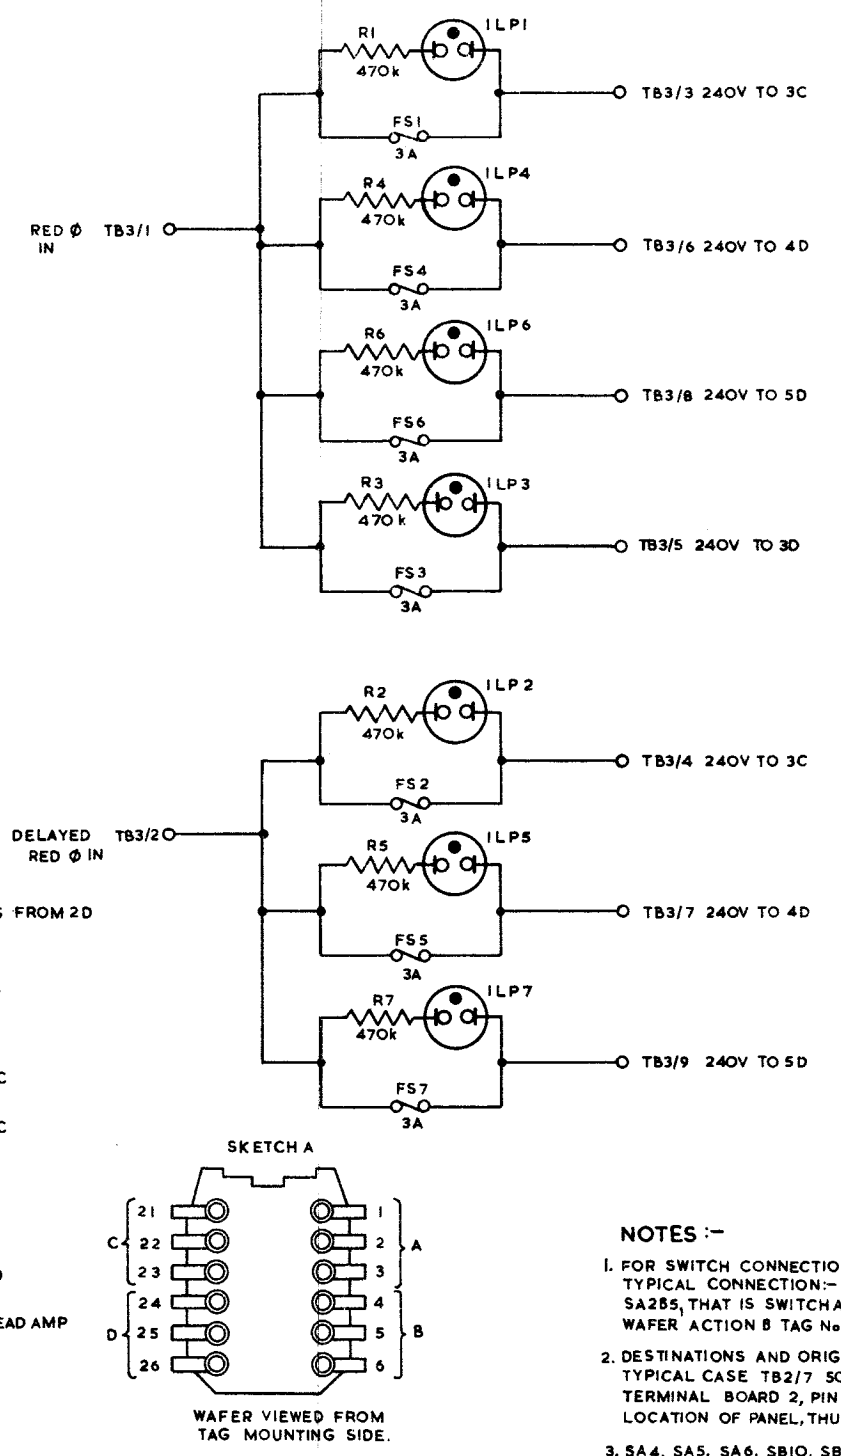 R1
ILP1
470k
FS1
3A
TB3/3 240V TO 3C
R4
ILP4
470k
RED Ø IN
TB3/1
FS4
3A
TB3/6 240V TO 4D
R6
ILP6
470k
FS6
3A
TB3/8 240V TO 5D
R3
ILP3
470k
FS3
3A
TB3/5 240V TO 3D
R2
ILP2
470k
FS2
3A
TB3/4 240V TO 3C
DELAYED
RED Ø IN
TB3/2
R5
ILP5
470k
FROM 2D
FS5
3A
TB3/7 240V TO 4D
R7
ILP7
470k
FS7
3A
TB3/9 240V TO 5D
C
C
SKETCH A
21 1
22 2
23 3
24 4
25 5
26 6
C A
D B
EAD AMP
WAFER VIEWED FROM
TAG MOUNTING SIDE.
NOTES :-
1. FOR SWITCH CONNECTIO
TYPICAL CONNECTION:-
SA2B5, THAT IS SWITCH A
WAFER ACTION B TAG No
2. DESTINATIONS AND ORIG
TYPICAL CASE TB2/7 SO
TERMINAL BOARD 2, PIN
LOCATION OF PANEL, THU
3. SA4, SA5, SA6, SB10, SB